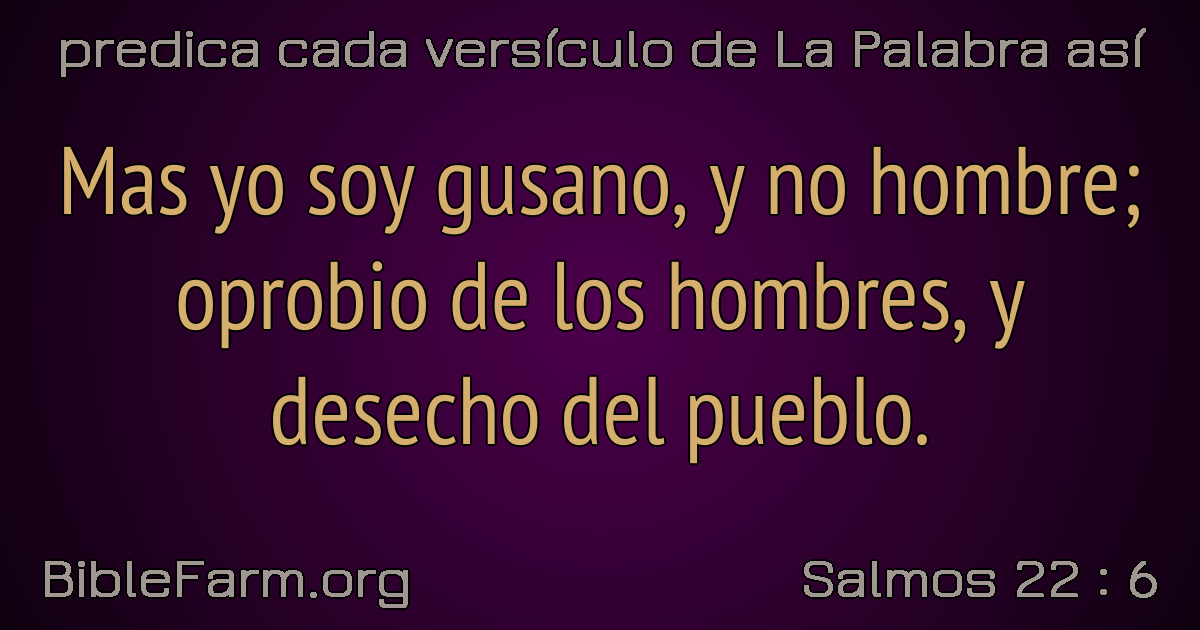 predica cada versículo de La Palabra así
Mas yo soy gusano, y no hombre;
oprobio de los hombres, y
desecho del pueblo.
BibleFarm.org
Salmos 22 : 6